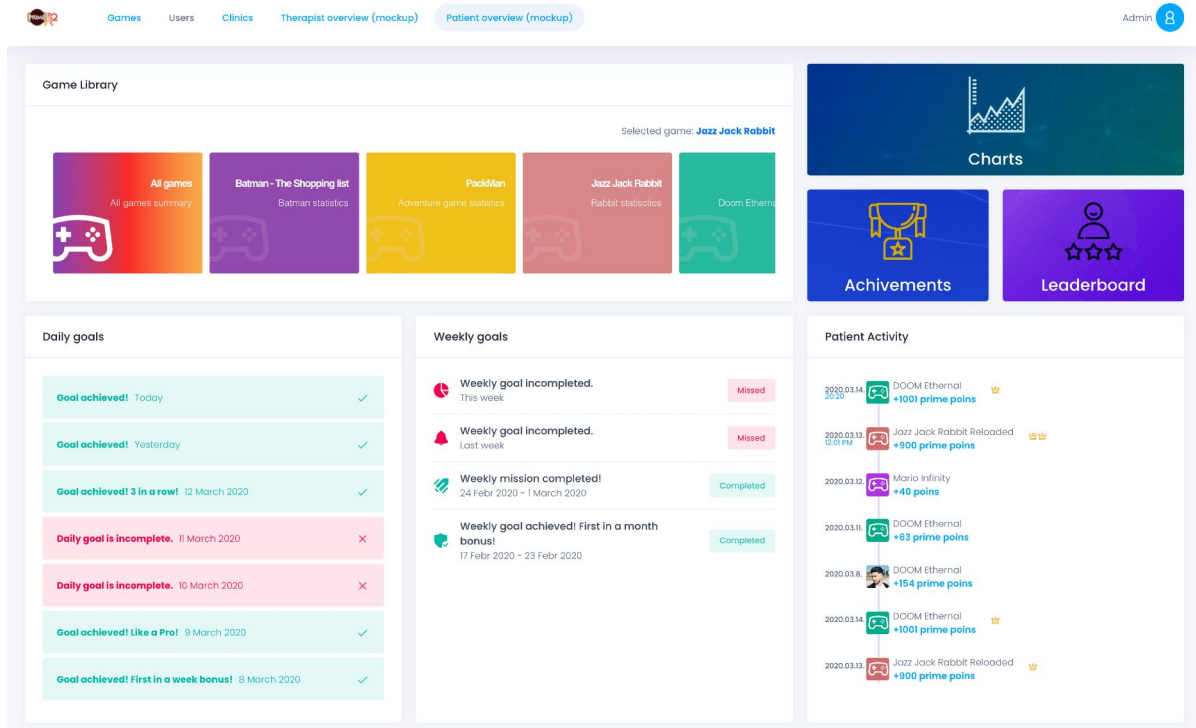 PRIME R2
Games Users Clinics Therapist overview (mockup) Patient overview (mockup) Admin
Game Library
Selected game: Jazz Jack Rabbit
All games
All games summary
Batman - The Shopping list
Batman statistics
PackMan
Adventure game statistics
Jazz Jack Rabbit
Rabbit statisctics
Doom Etherna
Charts
Achivements
Leaderboard
Daily goals
Goal achieved! Today
Goal achieved! Yesterday
Goal achieved! 3 in a row! 12 March 2020
Daily goal is incomplete. 11 March 2020
Daily goal is incomplete. 10 March 2020
Goal achieved! Like a Pro! 9 March 2020
Goal achieved! First in a week bonus! 8 March 2020
Weekly goals
Weekly goal incompleted.
This week
Missed
Weekly goal incompleted.
Last week
Missed
Weekly mission completed!
24 Febr 2020 - 1 March 2020
Completed
Weekly goal achieved! First in a month
bonus!
17 Febr 2020 - 23 Febr 2020
Completed
Patient Activity
2020.03.14. DOOM Ethernal
20:20 +1001 prime poins
2020.03.13. Jazz Jack Rabbit Reloaded
12:01 PM +900 prime poins
2020.03.12. Mario Infinity
+40 poins
2020.03.11. DOOM Ethernal
+63 prime poins
2020.03.8. DOOM Ethernal
+154 prime poins
2020.03.14. DOOM Ethernal
+1001 prime poins
2020.03.13. Jazz Jack Rabbit Reloaded
+900 prime poins